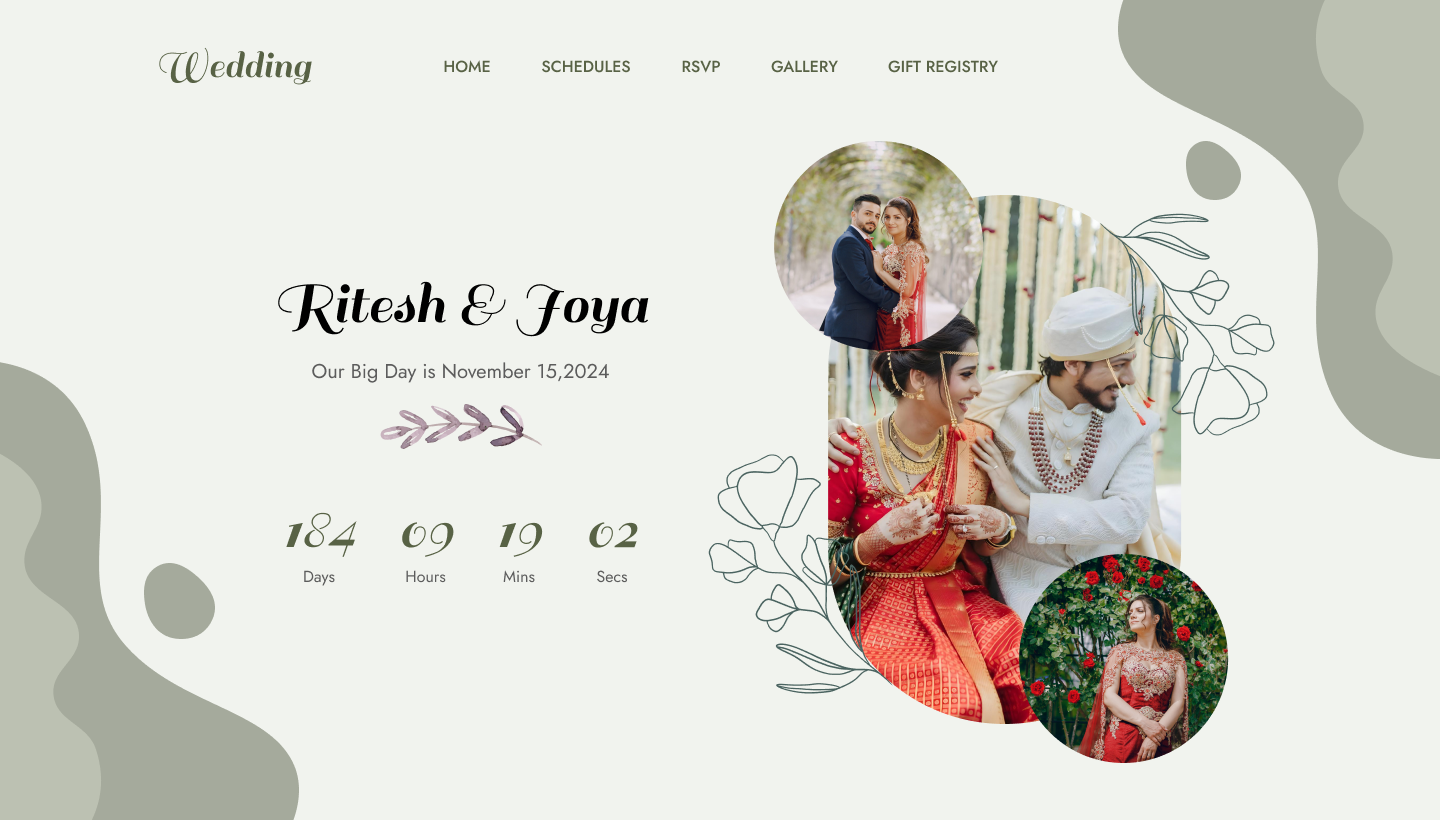 Wedding
HOME SCHEDULES RSVP GALLERY GIFT REGISTRY
Ritesh & Joya
Our Big Day is November 15,2024
184 09 19 02
Days Hours Mins Secs